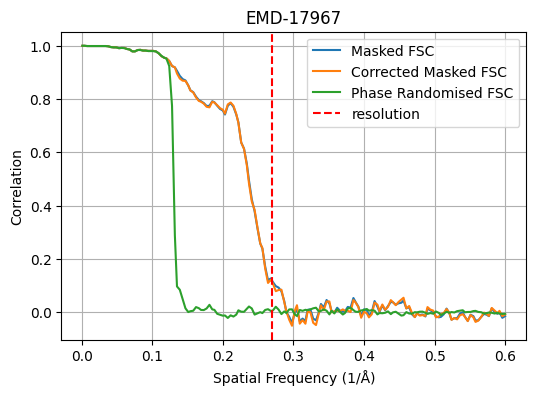 EMD-17967
1.0
0.8
0.6
0.4
0.2
0.0
Correlation
Masked FSC
Corrected Masked FSC
Phase Randomised FSC
resolution
0.0 0.1 0.2 0.3 0.4 0.5 0.6
Spatial Frequency (1/Å)